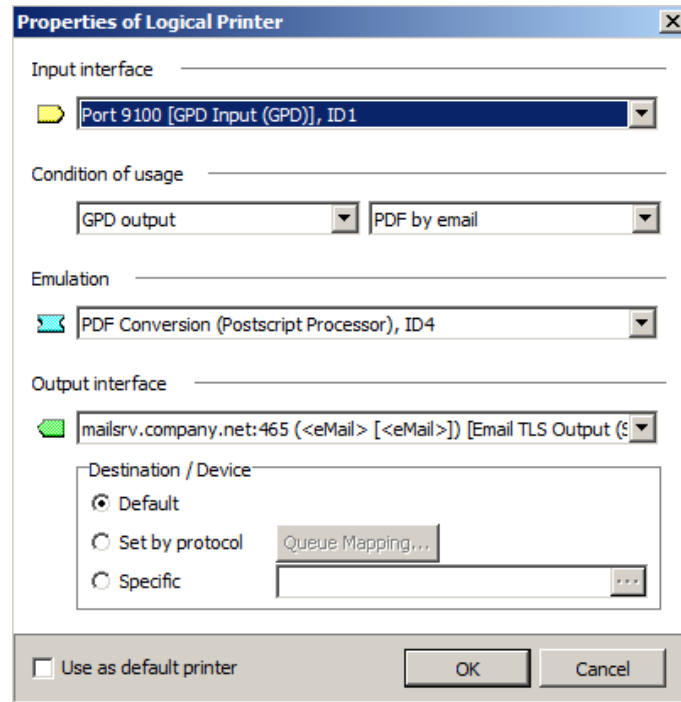 Properties of Logical Printer
Input interface
Port 9100 [GPD Input (GPD)], ID1
Condition of usage
GPD output PDF by email
Emulation
PDF Conversion (Postscript Processor), ID4
Output interface
mailsrv.company.net:465 (<eMail> [<eMail>]) [Email TLS Output (S
Destination / Device
Default
Set by protocol Queue Mapping...
Specific ...
Use as default printer OK Cancel